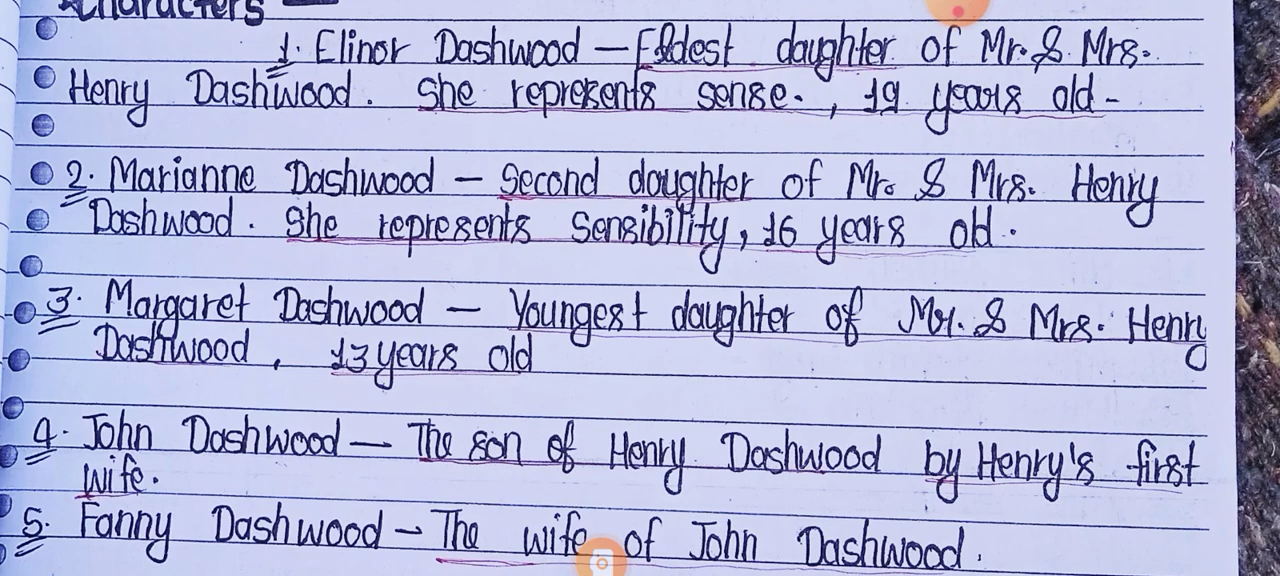 Characters
1. Elinor Dashwood — Eldest daughter of Mr. & Mrs.
Henry Dashwood. She represents sense., 19 years old-
2. Marianne Dashwood - Second daughter of Mr. & Mrs. Henry
Dashwood. She represents Sensibility, 16 years old.
3. Margaret Dashwood - Youngest daughter of Mr. & Mrs. Henry
Dashwood, 13 years old
4. John Dashwood — The son of Henry Dashwood by Henry's first
wife.
5. Fanny Dashwood - The wife of John Dashwood.